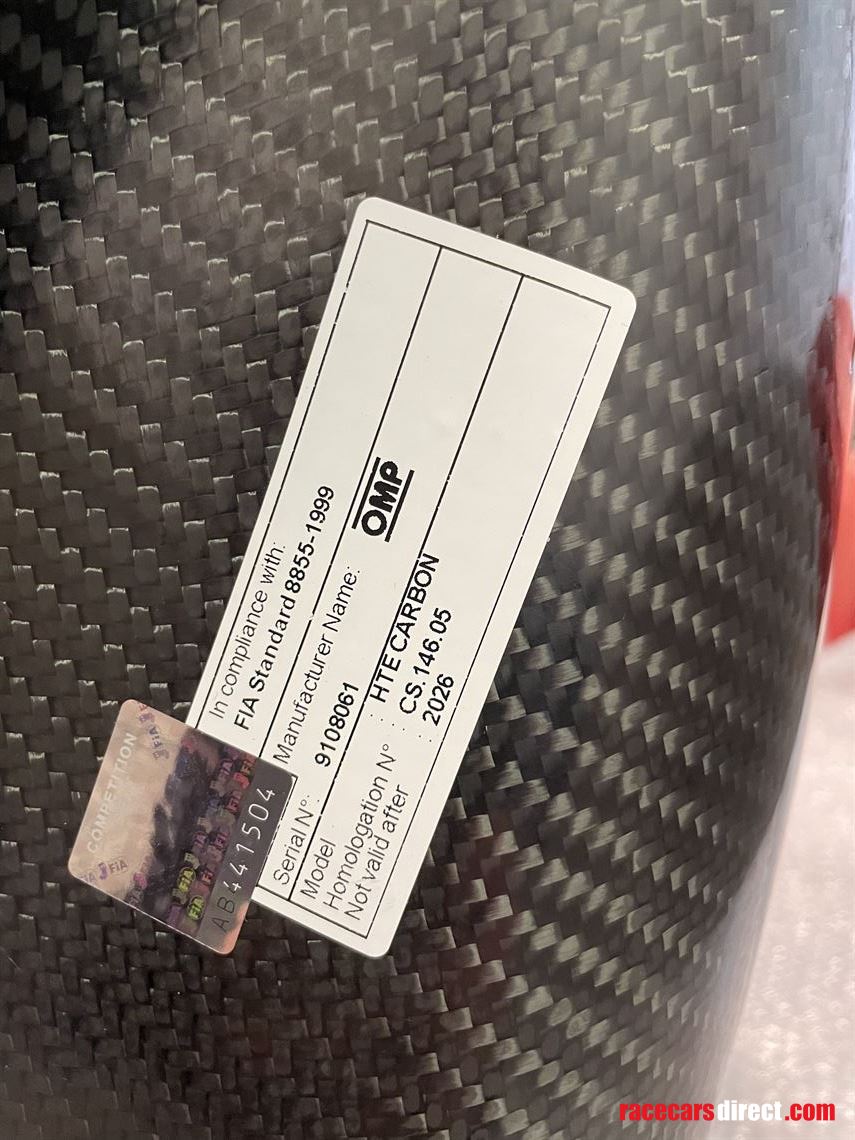 In compliance with:
FIA Standard 8855-1999
Manufacturer Name:
OMP
Serial N°: 9108061
Model : HTE CARBON
Homologation N° : CS.146.05
Not valid after : 2026
COMPETITION
FIA
FIA
AB441504
racecarsdirect.com